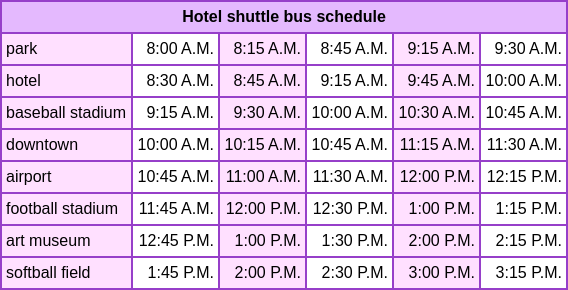 Hotel shuttle bus schedule
park 8:00 A.M. 8:15 A.M. 8:45 A.M. 9:15 A.M. 9:30 A.M.
hotel 8:30 A.M. 8:45 A.M. 9:15 A.M. 9:45 A.M. 10:00 A.M.
baseball stadium 9:15 A.M. 9:30 A.M. 10:00 A.M. 10:30 A.M. 10:45 A.M.
downtown 10:00 A.M. 10:15 A.M. 10:45 A.M. 11:15 A.M. 11:30 A.M.
airport 10:45 A.M. 11:00 A.M. 11:30 A.M. 12:00 P.M. 12:15 P.M.
football stadium 11:45 A.M. 12:00 P.M. 12:30 P.M. 1:00 P.M. 1:15 P.M.
art museum 12:45 P.M. 1:00 P.M. 1:30 P.M. 2:00 P.M. 2:15 P.M.
softball field 1:45 P.M. 2:00 P.M. 2:30 P.M. 3:00 P.M. 3:15 P.M.